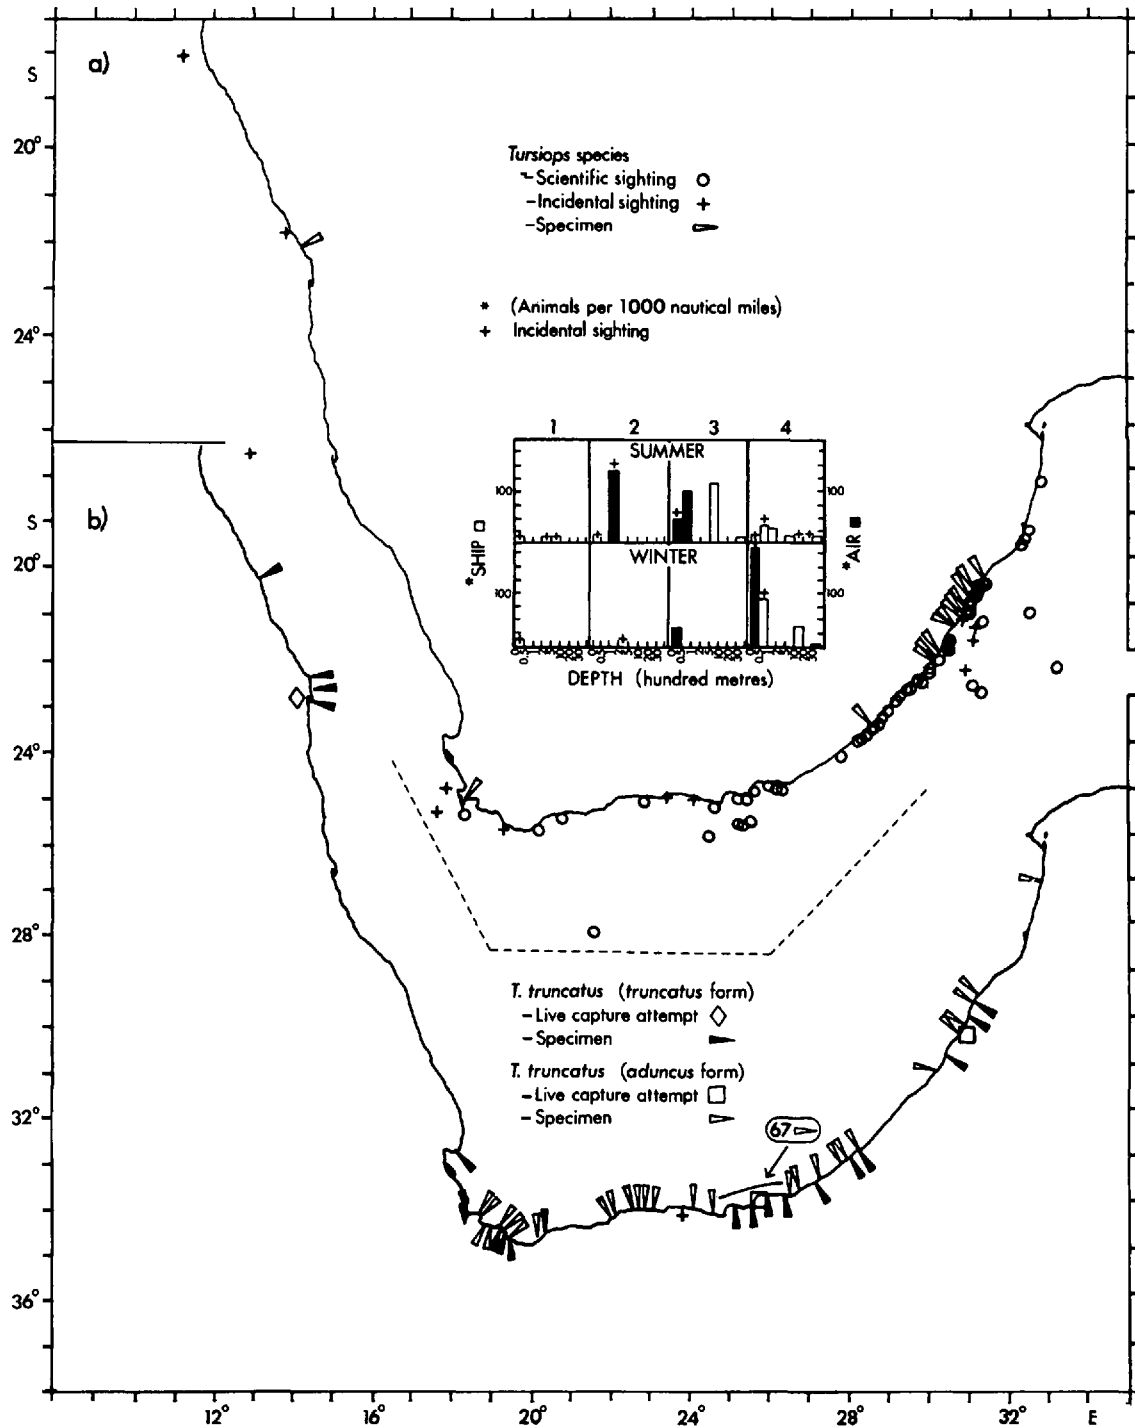 a)
S
20°
24°
Tursiops species
-Scientific sighting
-Incidental sighting
-Specimen
* (Animals per 1000 nautical miles)
+ Incidental sighting
1 2 3 4
SUMMER
100 100
*SHIP *AIR
WINTER
100 100
DEPTH (hundred metres)
b)
S
20°
24°
28°
32°
36°
T. truncatus (truncatus form)
-Live capture attempt
-Specimen
T. truncatus (aduncus form)
-Live capture attempt
-Specimen
67
12° 16° 20° 24° 28° 32° E